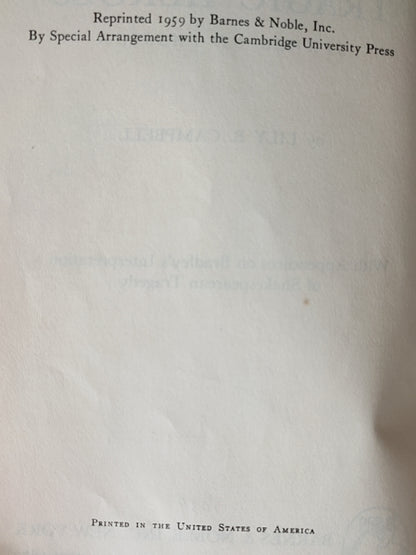 Reprinted 1959 by Barnes & Noble, Inc.
By Special Arrangement with the Cambridge University Press
PRINTED IN THE UNITED STATES OF AMERICA